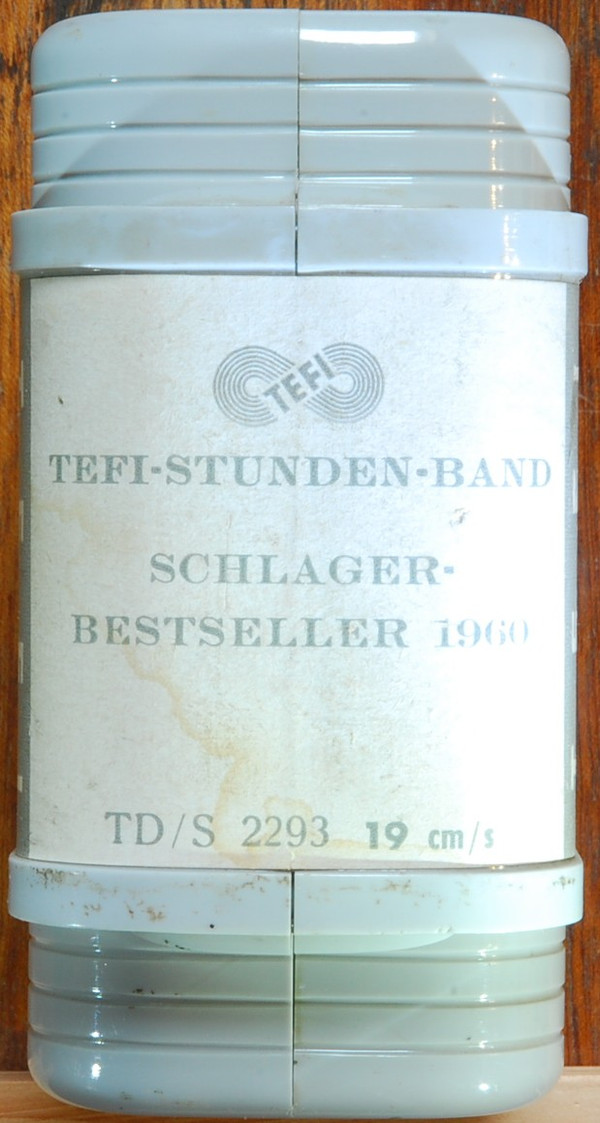 TEFI
TEFI-STUNDEN-BAND
SCHLAGER-
BESTSELLER 1960
TD/S 2293 19 cm/s